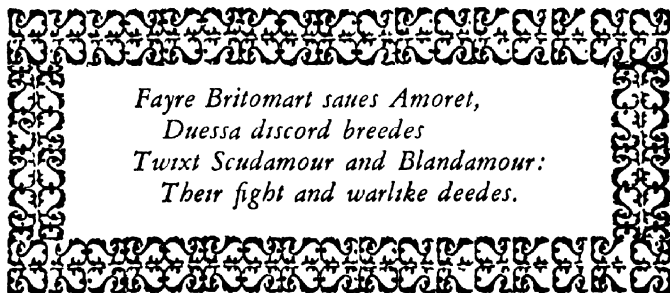 Fayre Britomart saues Amoret,
Duessa discord breedes
Twixt Scudamour and Blandamour:
Their fight and warlike deedes.